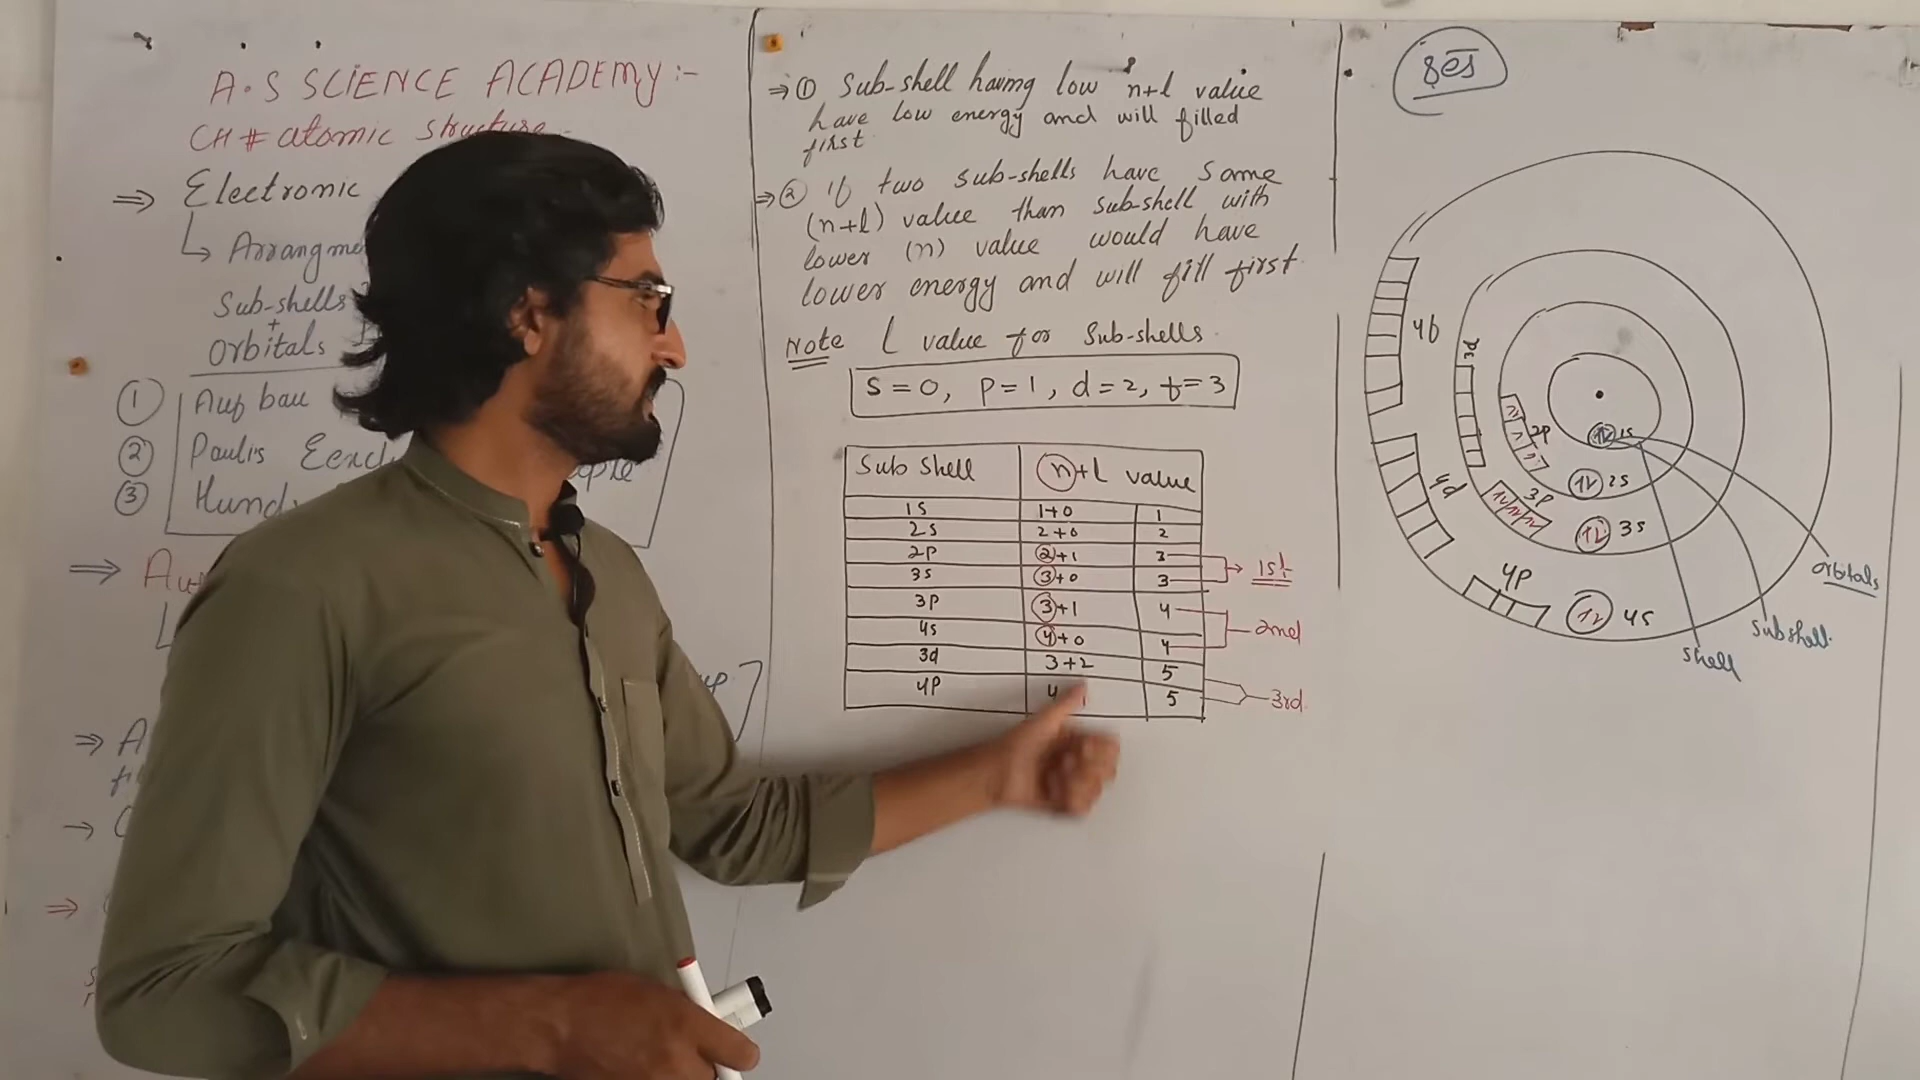 A.S SCIENCE ACADEMY:-
CH # atomic structure
⇒ Electronic
↳ Arrangme
Sub-shells
+
orbitals
① Auf bau
② Paulis Eexclu ple
③ Hund
⇒ Au
⇒ A
→ C
⇒
⇒ ① Sub-shell having low n+l value
have low energy and will filled
first
⇒ ② If two sub-shells have same
(n+l) value than sub-shell with
lower (n) value would have
lower energy and will fill first.
Note l value for Sub-shells.
S=0, P=1, d=2, f=3
Sub Shell n+l value
1s 1+0 1
2s 2+0 2
2p 2+1 3
3s 3+0 3
1st
3p 3+1 4
4s 4+0 4
2nd
3d 3+2 5
4p 4 1 5
3rd
4d
3d
2p
1s
2s
3p
3s
4p
4s
orbitals
subshell
shell